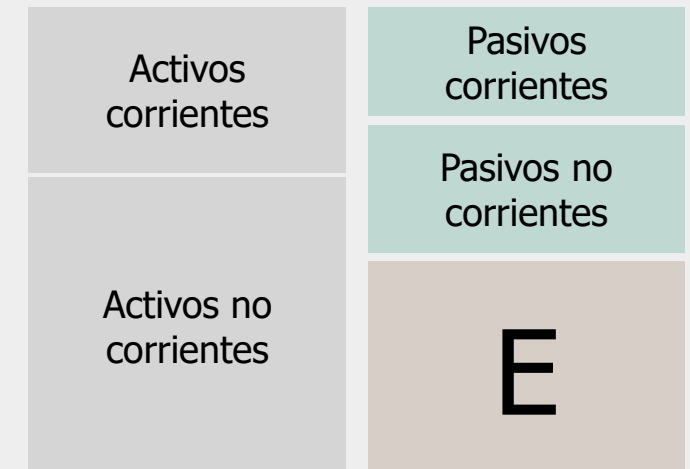 Activos
corrientes
Activos no
corrientes
Pasivos
corrientes
Pasivos no
corrientes
E